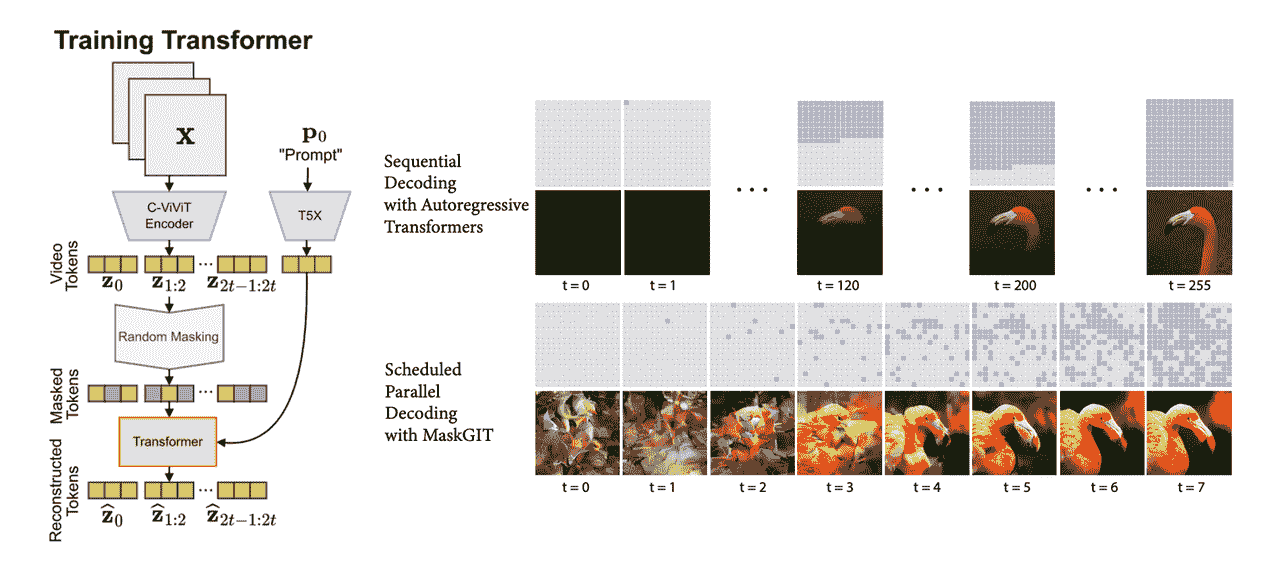 Training Transformer
x
p0
"Prompt"
C-ViViT
Encoder
T5X
Video
Tokens
...
z0 z1:2 z2t−1:2t
Random Masking
Masked
Tokens
...
Transformer
Reconstructed
Tokens
...
ẑ0 ẑ1:2 ẑ2t−1:2t
Sequential
Decoding
with Autoregressive
Transformers
... ... ...
t = 0 t = 1 t = 120 t = 200 t = 255
Scheduled
Parallel
Decoding
with MaskGIT
t = 0 t = 1 t = 2 t = 3 t = 4 t = 5 t = 6 t = 7